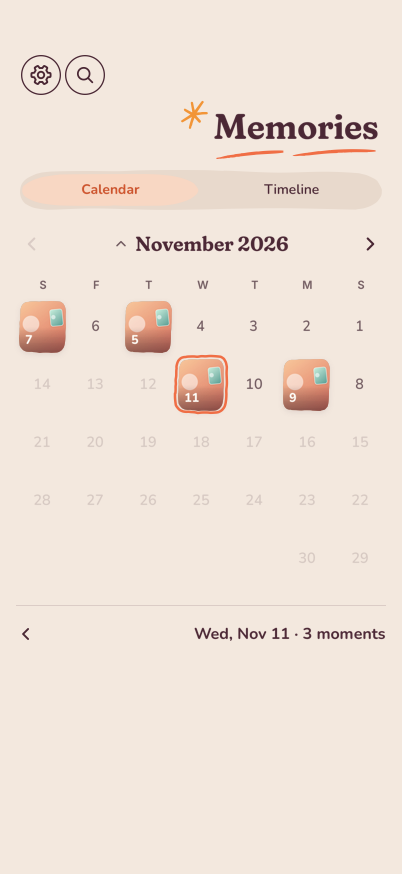 Memories
Calendar Timeline
November 2026
S F T W T M S
7 6 5 4 3 2 1
14 13 12 11 10 9 8
21 20 19 18 17 16 15
28 27 26 25 24 23 22
30 29
Wed, Nov 11 · 3 moments